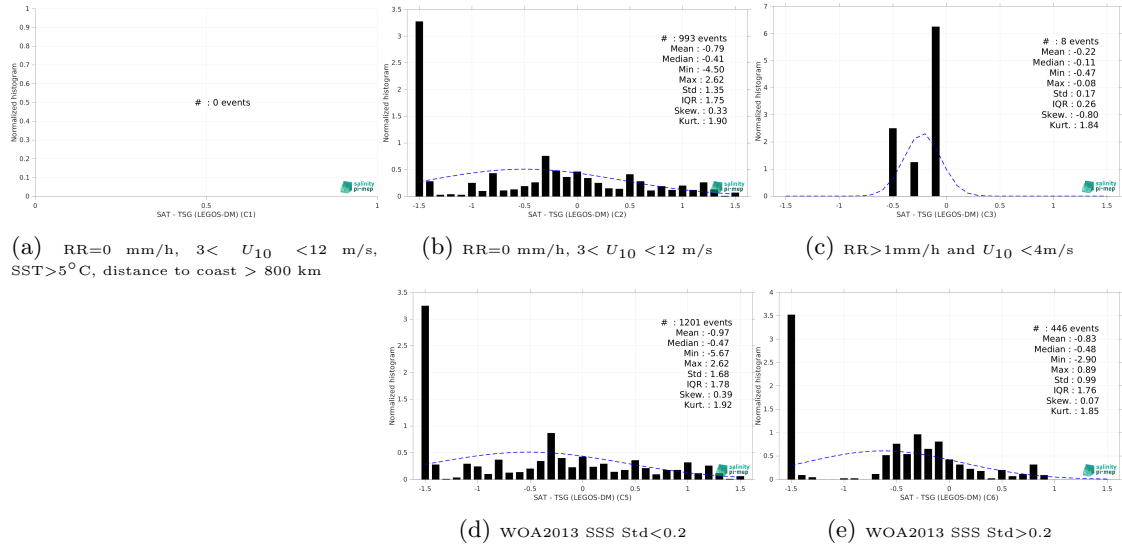 1
0.9
0.8
0.7
0.6
0.5
0.4
0.3
0.2
0.1
0
Normalized histogram
# : 0 events
salinity
pi-mep
0 0.5 1
SAT - TSG (LEGOS-DM) (C1)
(a) RR=0 mm/h, 3< U10 <12 m/s,
SST>5°C, distance to coast > 800 km
3.5
3
2.5
2
1.5
1
0.5
0
Normalized histogram
# : 993 events
Mean : -0.79
Median : -0.41
Min : -4.50
Max : 2.62
Std : 1.35
IQR : 1.75
Skew. : 0.33
Kurt. : 1.90
salinity
pi-mep
-1.5 -1 -0.5 0 0.5 1 1.5
SAT - TSG (LEGOS-DM) (C2)
(b) RR=0 mm/h, 3< U10 <12 m/s
7
6
5
4
3
2
1
0
Normalized histogram
# : 8 events
Mean : -0.22
Median : -0.11
Min : -0.47
Max : -0.08
Std : 0.17
IQR : 0.26
Skew. : -0.80
Kurt. : 1.84
salinity
pi-mep
-1.5 -1 -0.5 0 0.5 1 1.5
SAT - TSG (LEGOS-DM) (C3)
(c) RR>1mm/h and U10 <4m/s
3.5
3
2.5
2
1.5
1
0.5
0
Normalized histogram
# : 1201 events
Mean : -0.97
Median : -0.47
Min : -5.67
Max : 2.62
Std : 1.68
IQR : 1.78
Skew. : 0.39
Kurt. : 1.92
salinity
pi-mep
-1.5 -1 -0.5 0 0.5 1 1.5
SAT - TSG (LEGOS-DM) (C5)
(d) WOA2013 SSS Std<0.2
4
3.5
3
2.5
2
1.5
1
0.5
0
Normalized histogram
# : 446 events
Mean : -0.83
Median : -0.48
Min : -2.90
Max : 0.89
Std : 0.99
IQR : 1.76
Skew. : 0.07
Kurt. : 1.85
salinity
pi-mep
-1.5 -1 -0.5 0 0.5 1 1.5
SAT - TSG (LEGOS-DM) (C6)
(e) WOA2013 SSS Std>0.2